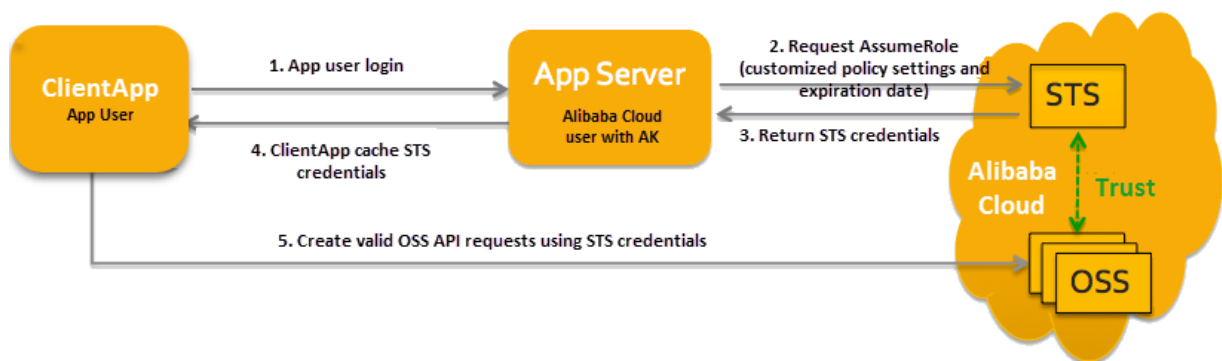 ClientApp
App User
1. App user login
4. ClientApp cache STS
credentials
App Server
Alibaba Cloud
user with AK
2. Request AssumeRole
(customized policy settings and
expiration date)
3. Return STS credentials
STS
Alibaba
Cloud
Trust
5. Create valid OSS API requests using STS credentials
OSS